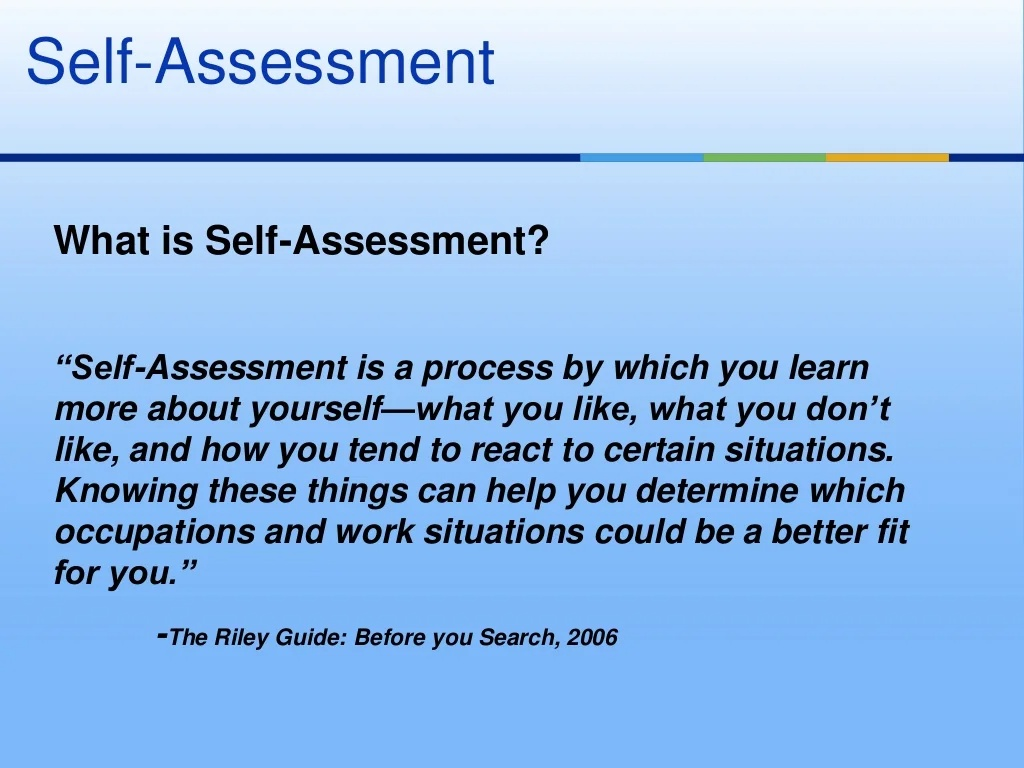 Self-Assessment
What is Self-Assessment?
“Self-Assessment is a process by which you learn
more about yourself—what you like, what you don’t
like, and how you tend to react to certain situations.
Knowing these things can help you determine which
occupations and work situations could be a better fit
for you.”
-The Riley Guide: Before you Search, 2006